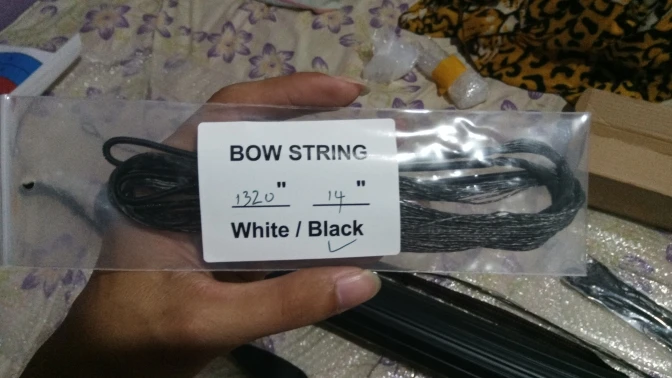 BOW STRING
1320" 14"
White / Black